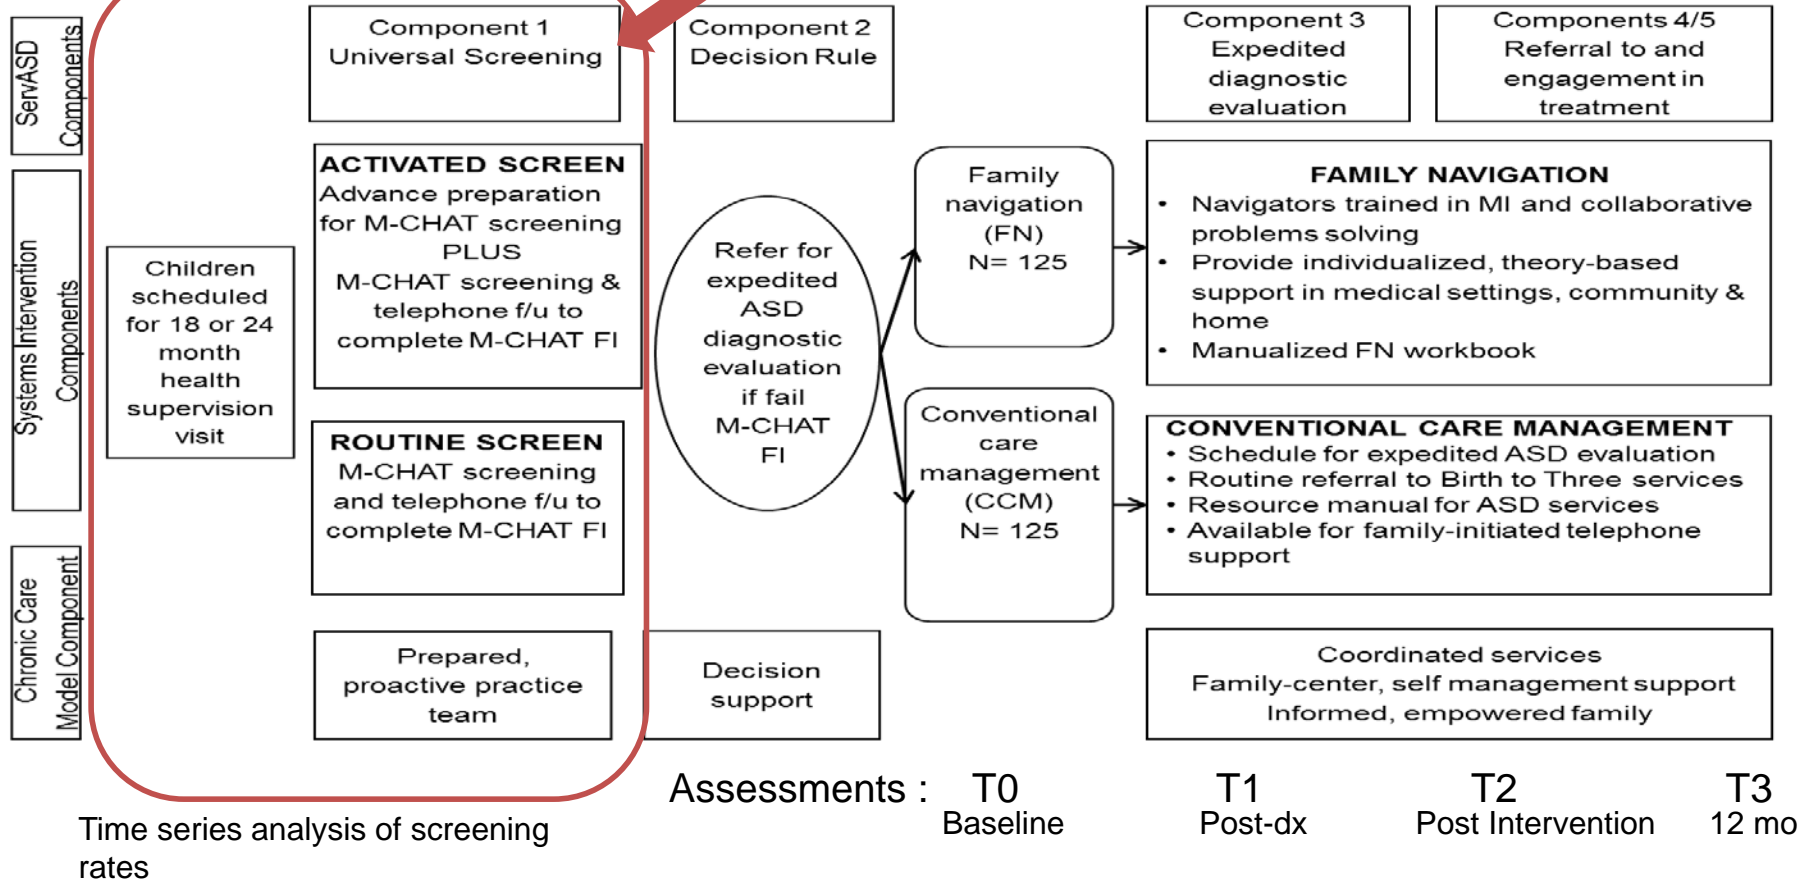 ServASD
Components
Component 1
Universal Screening
Component 2
Decision Rule
Component 3
Expedited
diagnostic
evaluation
Components 4/5
Referral to and
engagement in
treatment
Systems Intervention
Components
Children
scheduled
for 18 or 24
month
health
supervision
visit
ACTIVATED SCREEN
Advance preparation
for M-CHAT screening
PLUS
M-CHAT screening &
telephone f/u to
complete M-CHAT FI
ROUTINE SCREEN
M-CHAT screening
and telephone f/u to
complete M-CHAT FI
Refer for
expedited
ASD
diagnostic
evaluation
if fail
M-CHAT
FI
Family
navigation
(FN)
N= 125
Conventional
care
management
(CCM)
N= 125
FAMILY NAVIGATION
• Navigators trained in MI and collaborative
problems solving
• Provide individualized, theory-based
support in medical settings, community &
home
• Manualized FN workbook
CONVENTIONAL CARE MANAGEMENT
• Schedule for expedited ASD evaluation
• Routine referral to Birth to Three services
• Resource manual for ASD services
• Available for family-initiated telephone
support
Chronic Care
Model Component
Prepared,
proactive practice
team
Decision
support
Coordinated services
Family-center, self management support
Informed, empowered family
Assessments : T0 T1 T2 T3
Baseline Post-dx Post Intervention 12 mo
Time series analysis of screening
rates